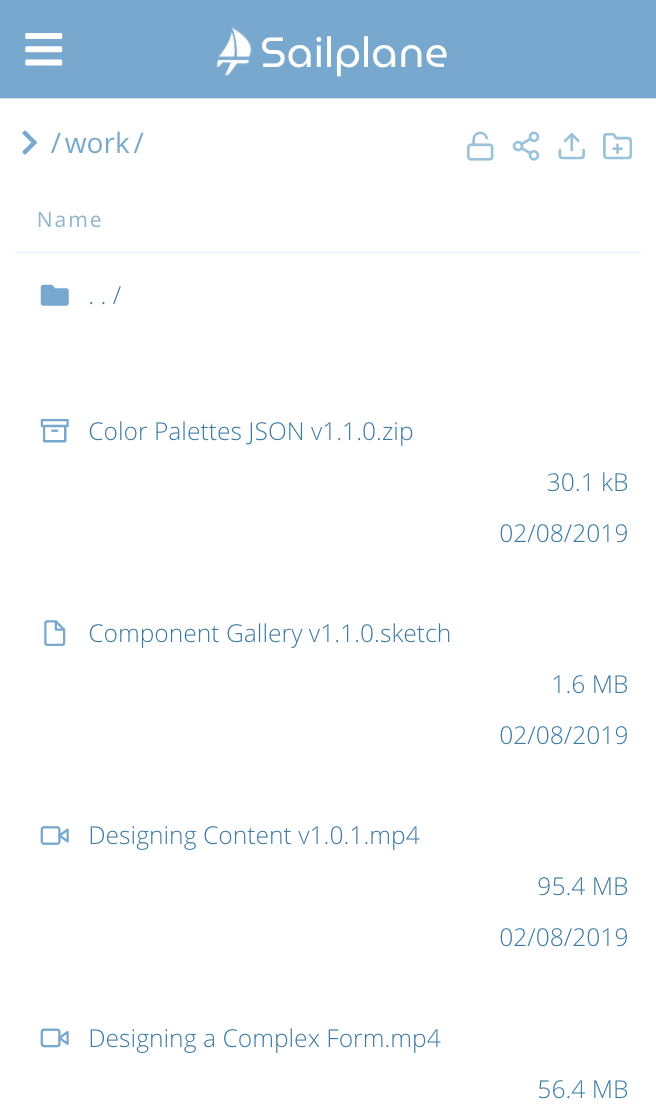 Sailplane
/work/
Name
../
Color Palettes JSON v1.1.0.zip
30.1 kB
02/08/2019
Component Gallery v1.1.0.sketch
1.6 MB
02/08/2019
Designing Content v1.0.1.mp4
95.4 MB
02/08/2019
Designing a Complex Form.mp4
56.4 MB